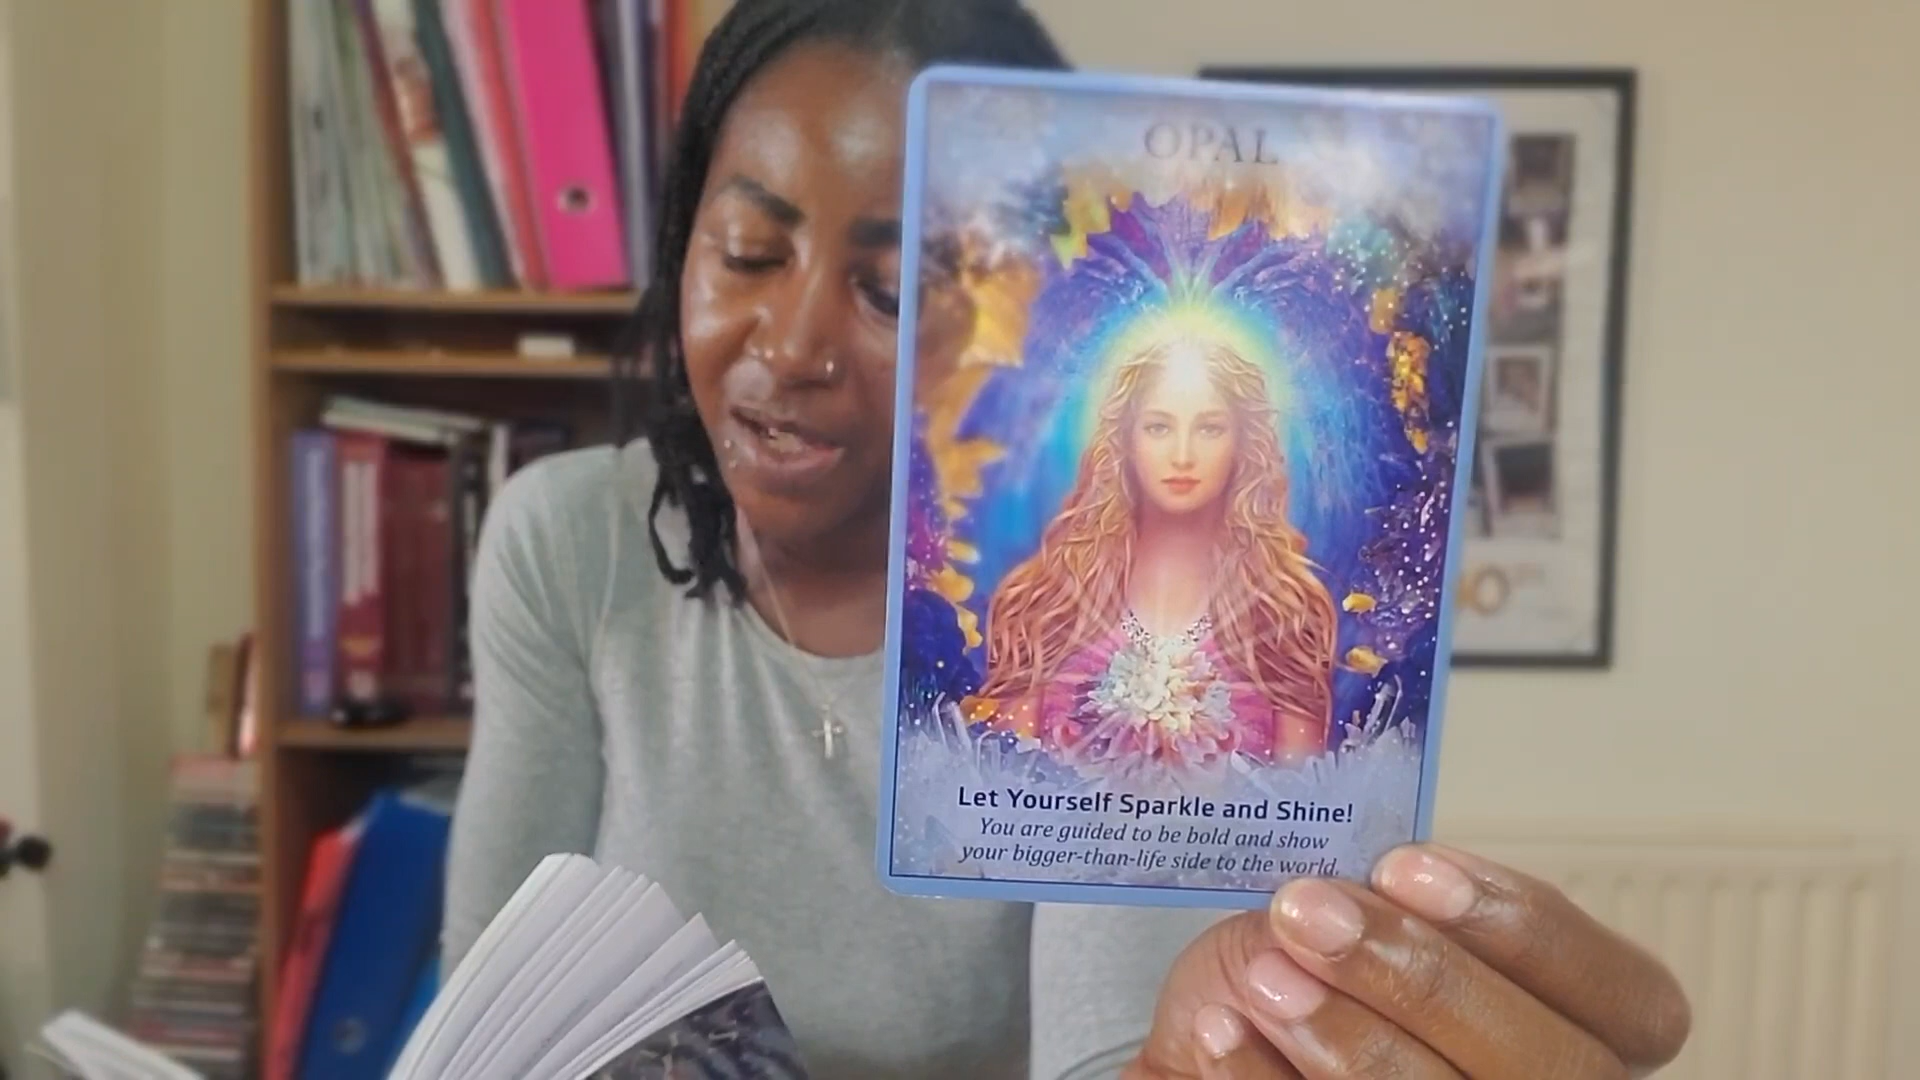 OPAL
Let Yourself Sparkle and Shine!
You are guided to be bold and show
your bigger-than-life side to the world.